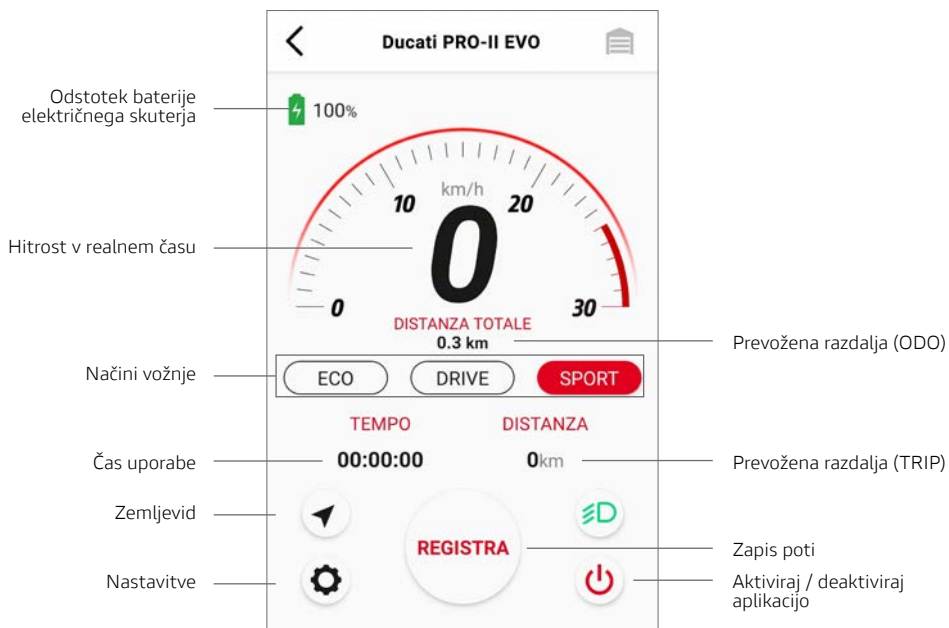 Ducati PRO-II EVO
Odstotek baterije
električnega skuterja
100%
km/h
10
20
Hitrost v realnem času
0
0
30
DISTANZA TOTALE
0.3 km
Prevožena razdalja (ODO)
Načini vožnje
ECO
DRIVE
SPORT
TEMPO
DISTANZA
Čas uporabe
00:00:00
0km
Prevožena razdalja (TRIP)
Zemljevid
REGISTRA
Zapis poti
Nastavitve
Aktiviraj / deaktiviraj
aplikacijo